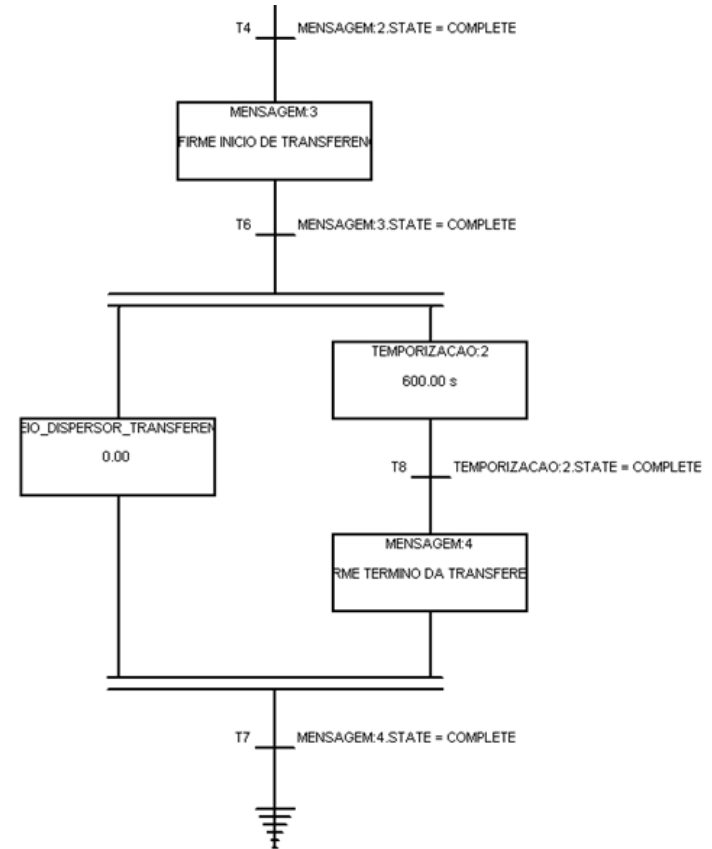 T4 MENSAGEM:2.STATE = COMPLETE
MENSAGEM:3
FIRME INICIO DE TRANSFEREN
T6 MENSAGEM:3.STATE = COMPLETE
TEMPORIZACAO:2
600.00 s
EIO_DISPERSOR_TRANSFEREN
0.00
T8 TEMPORIZACAO:2.STATE = COMPLETE
MENSAGEM:4
RME TERMINO DA TRANSFERE
T7 MENSAGEM:4.STATE = COMPLETE